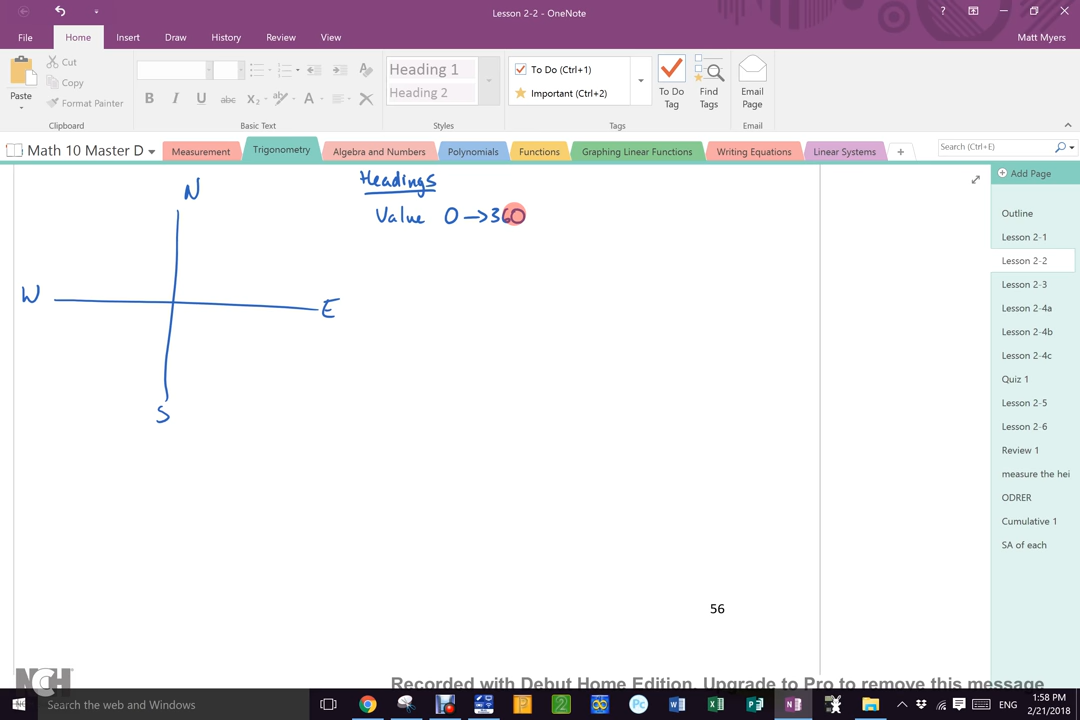 Lesson 2-2 - OneNote
?
File
Home
Insert
Draw
History
Review
View
Matt Myers
Paste
Cut
Copy
Format Painter
Clipboard
B I U abc X₂ A
Basic Text
Heading 1
Heading 2
Styles
To Do (Ctrl+1)
Important (Ctrl+2)
Tags
To Do Tag
Find Tags
Email Page
Email
Math 10 Master D
Measurement
Trigonometry
Algebra and Numbers
Polynomials
Functions
Graphing Linear Functions
Writing Equations
Linear Systems
+
Search (Ctrl+E)
Add Page
Outline
Lesson 2-1
Lesson 2-2
Lesson 2-3
Lesson 2-4a
Lesson 2-4b
Lesson 2-4c
Quiz 1
Lesson 2-5
Lesson 2-6
Review 1
measure the hei
ODRER
Cumulative 1
SA of each
Headings
Value 0 → 360
N
W
E
S
56
NCH
Recorded with Debut Home Edition. Upgrade to Pro to remove this message
Search the web and Windows
ENG
1:58 PM
2/21/2018